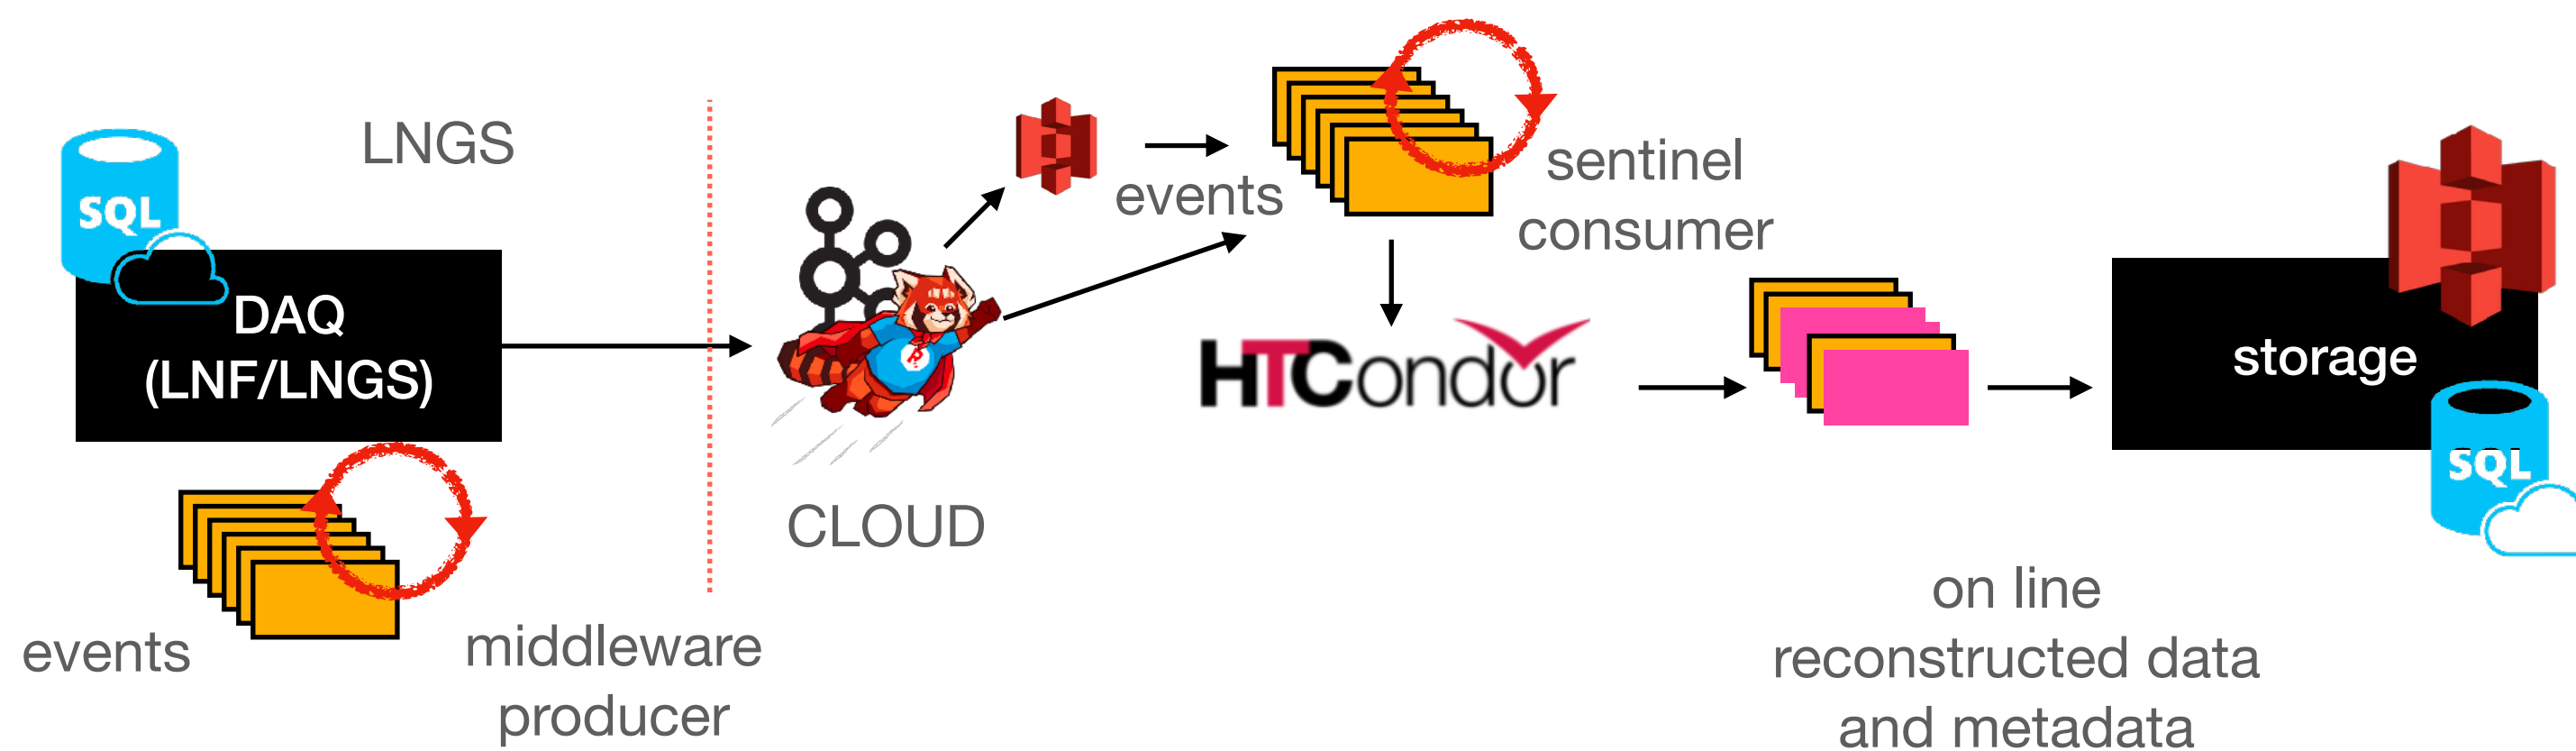 LNGS
SQL
DAQ
(LNF/LNGS)
events
middleware
producer
CLOUD
events
sentinel
consumer
HTCondor
storage
SQL
on line
reconstructed data
and metadata